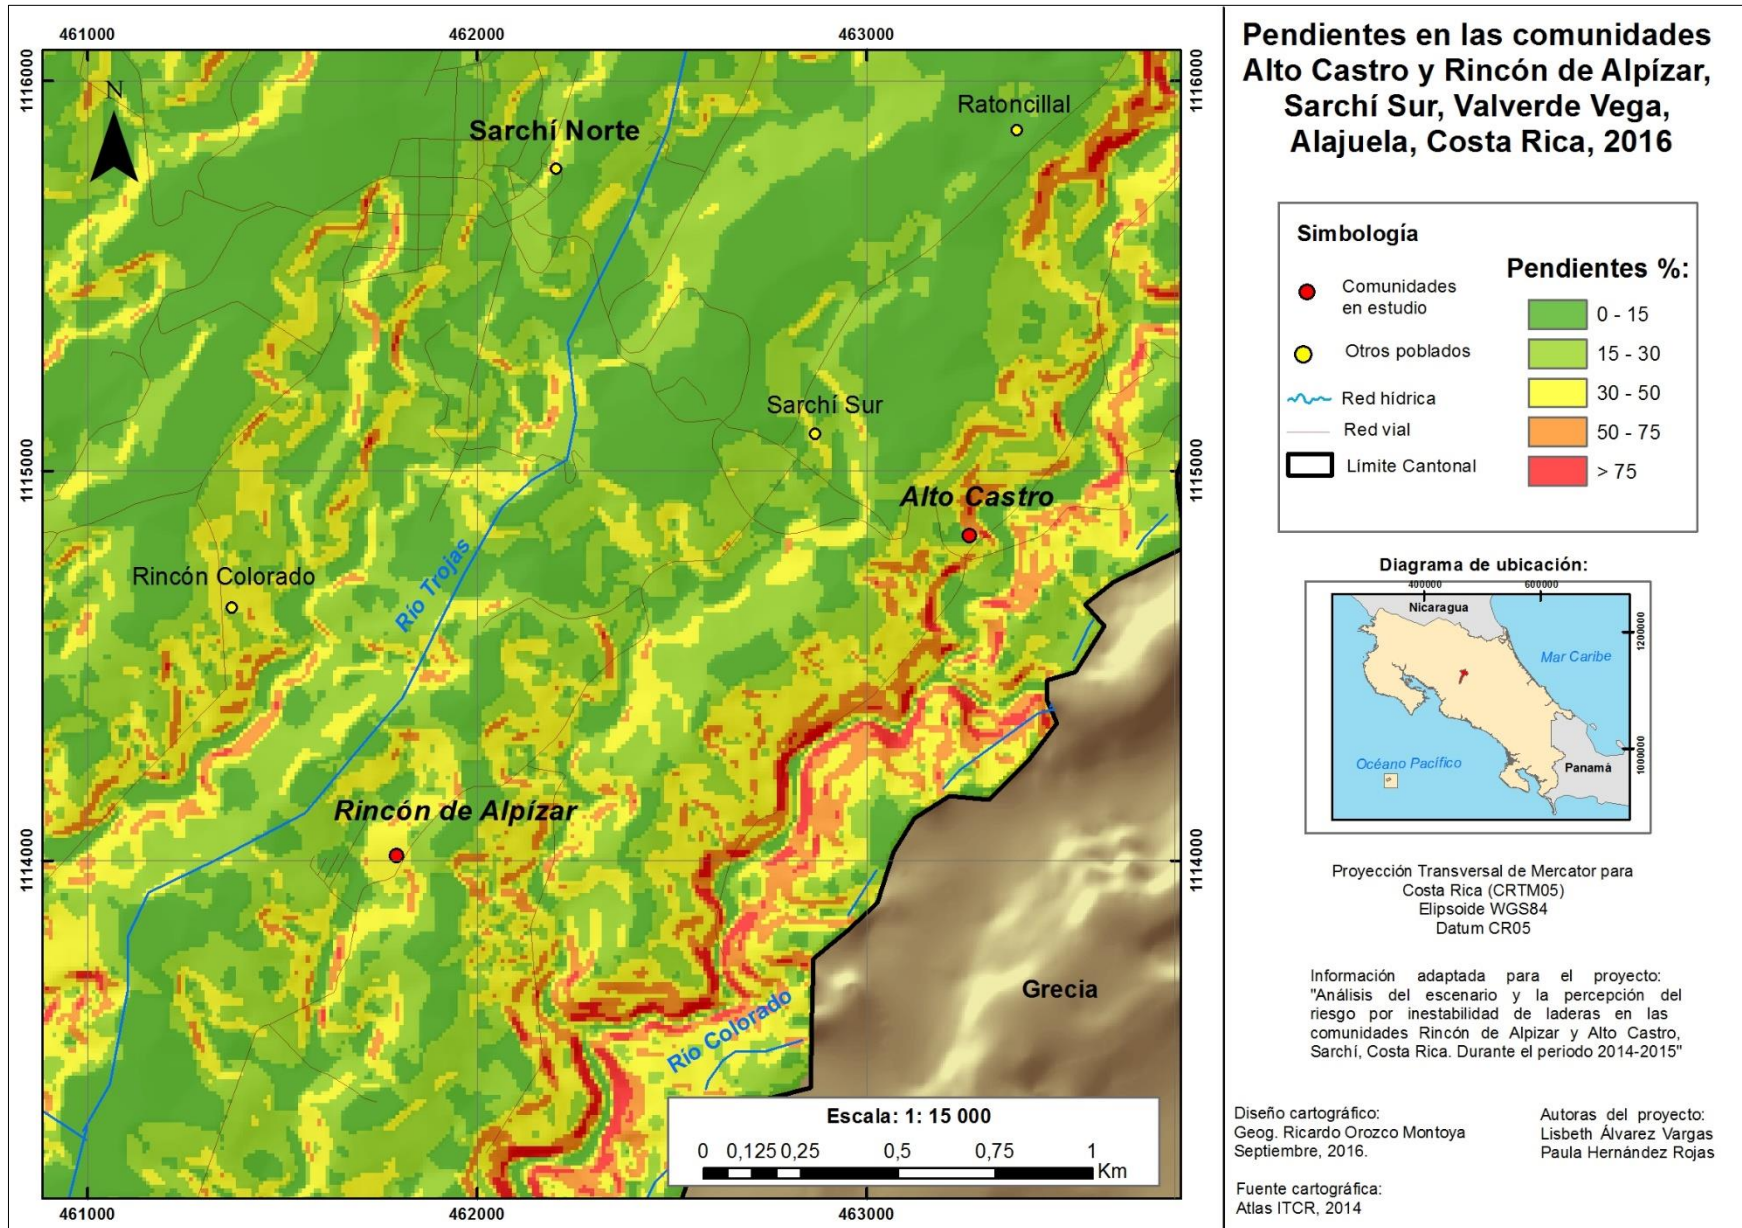 Pendientes en las comunidades
Alto Castro y Rincón de Alpízar,
Sarchí Sur, Valverde Vega,
Alajuela, Costa Rica, 2016
461000
462000
463000
1116000
1116000
N
Sarchí Norte
Ratoncillal
Sarchí Sur
1115000
1115000
Alto Castro
Río Trojas
Rincón Colorado
Rincón de Alpízar
1114000
1114000
Grecia
Río Colorado
Escala: 1: 15 000
0 0,125 0,25 0,5 0,75 1
Km
461000
462000
463000
Simbología
Comunidades
en estudio
Otros poblados
Red hídrica
Red vial
Límite Cantonal
Pendientes %:
0 - 15
15 - 30
30 - 50
50 - 75
> 75
Diagrama de ubicación:
400000
600000
Nicaragua
1200000
Mar Caribe
Océano Pacífico
Panamá
1000000
Proyección Transversal de Mercator para
Costa Rica (CRTM05)
Elipsoide WGS84
Datum CR05
Información adaptada para el proyecto:
"Análisis del escenario y la percepción del
riesgo por inestabilidad de laderas en las
comunidades Rincón de Alpizar y Alto Castro,
Sarchí, Costa Rica. Durante el periodo 2014-2015"
Diseño cartográfico:
Geog. Ricardo Orozco Montoya
Septiembre, 2016.
Autoras del proyecto:
Lisbeth Álvarez Vargas
Paula Hernández Rojas
Fuente cartográfica:
Atlas ITCR, 2014